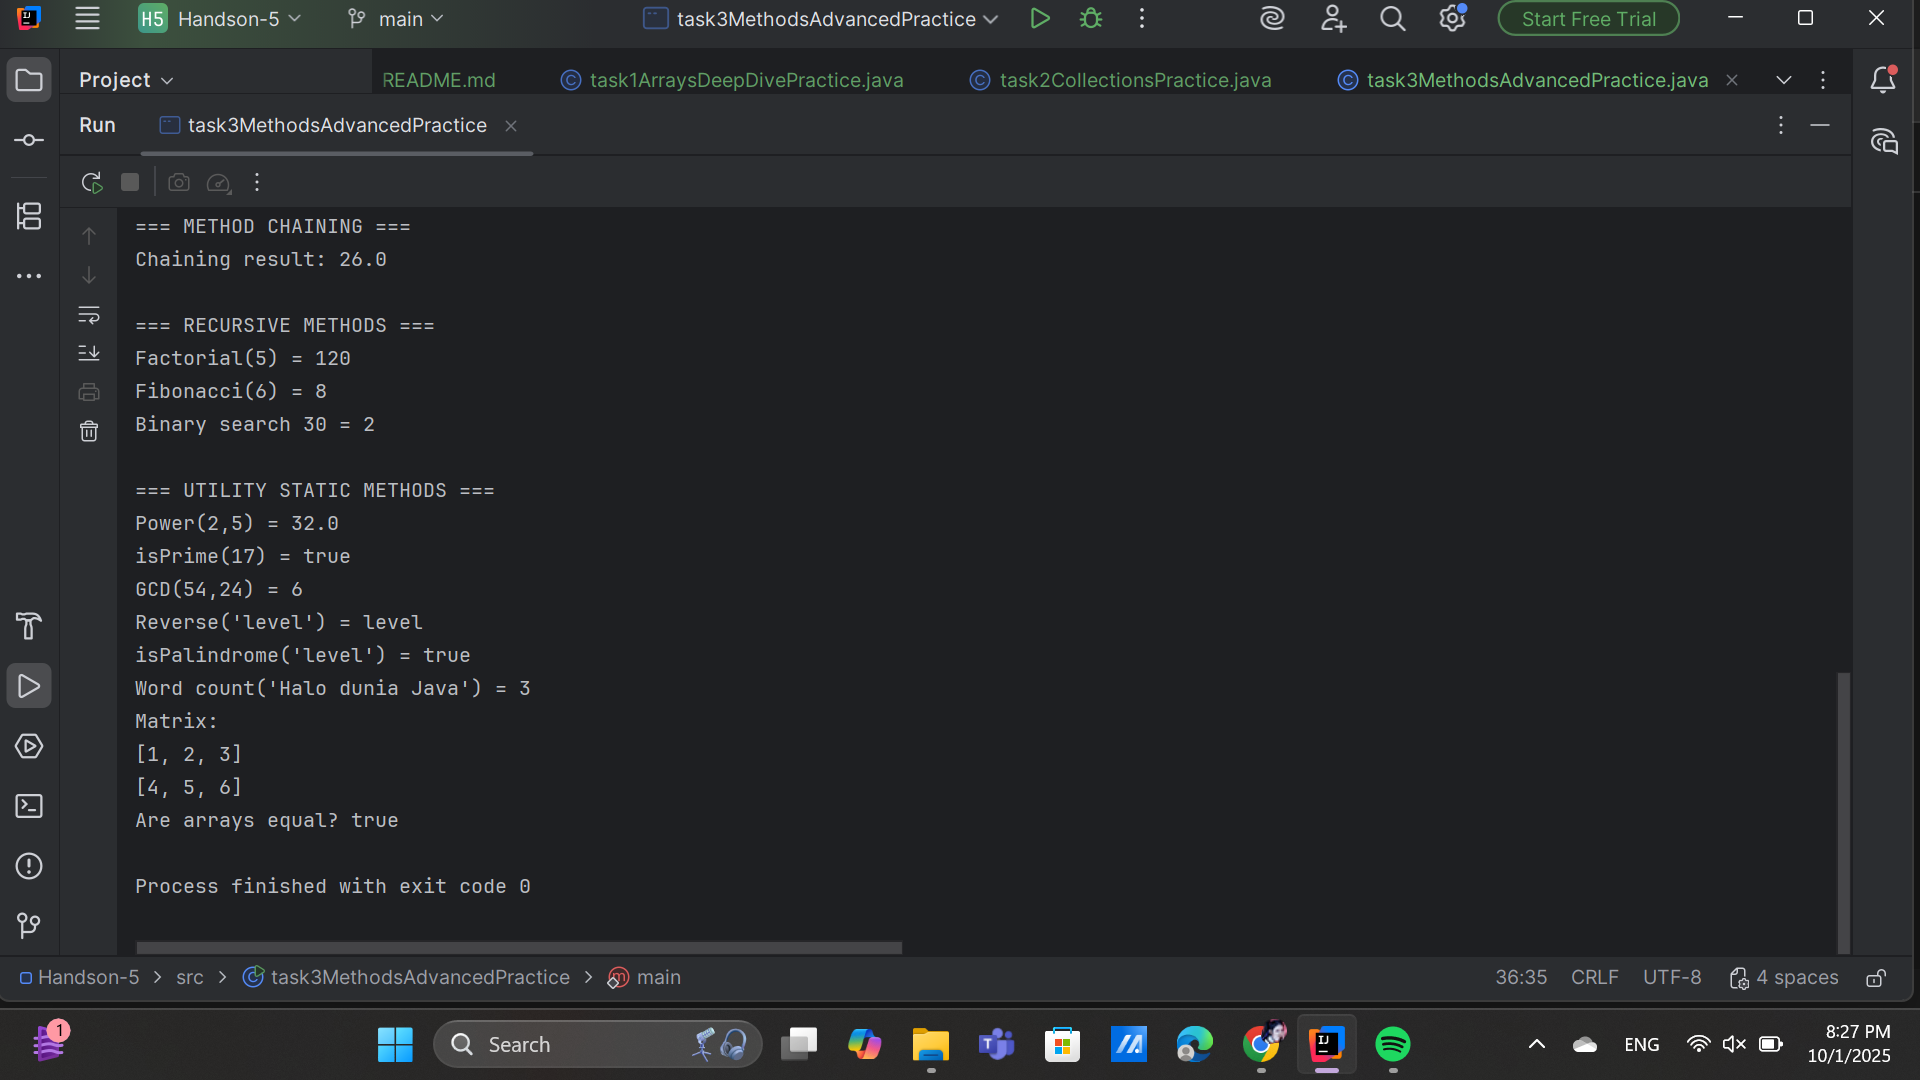 H5 Handson-5 main task3MethodsAdvancedPractice Start Free Trial
Project README.md task1ArraysDeepDivePractice.java task2CollectionsPractice.java task3MethodsAdvancedPractice.java
Run task3MethodsAdvancedPractice
=== METHOD CHAINING ===
Chaining result: 26.0
=== RECURSIVE METHODS ===
Factorial(5) = 120
Fibonacci(6) = 8
Binary search 30 = 2
=== UTILITY STATIC METHODS ===
Power(2,5) = 32.0
isPrime(17) = true
GCD(54,24) = 6
Reverse('level') = level
isPalindrome('level') = true
Word count('Halo dunia Java') = 3
Matrix:
[1, 2, 3]
[4, 5, 6]
Are arrays equal? true
Process finished with exit code 0
Handson-5 > src > task3MethodsAdvancedPractice > main 36:35 CRLF UTF-8 4 spaces
1 Search ENG 8:27 PM
10/1/2025